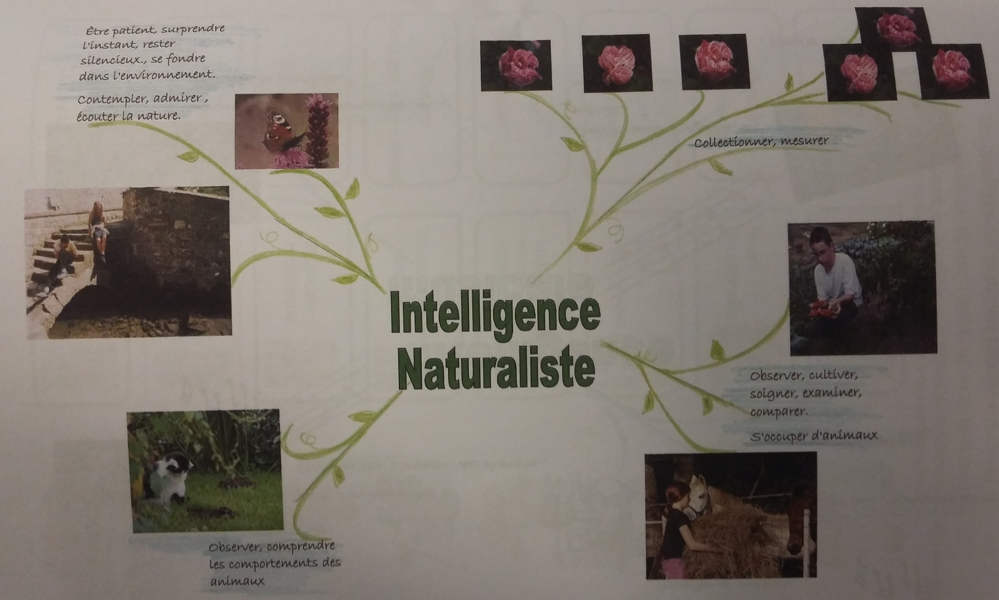 Être patient, surprendre
l'instant, rester
silencieux., se fondre
dans l'environnement.
Contempler, admirer ,
écouter la nature.
Collectionner, mesurer
Intelligence
Naturaliste
Observer, cultiver,
soigner, examiner,
comparer.
S'occuper d'animaux
Observer, comprendre
les comportements des
animaux